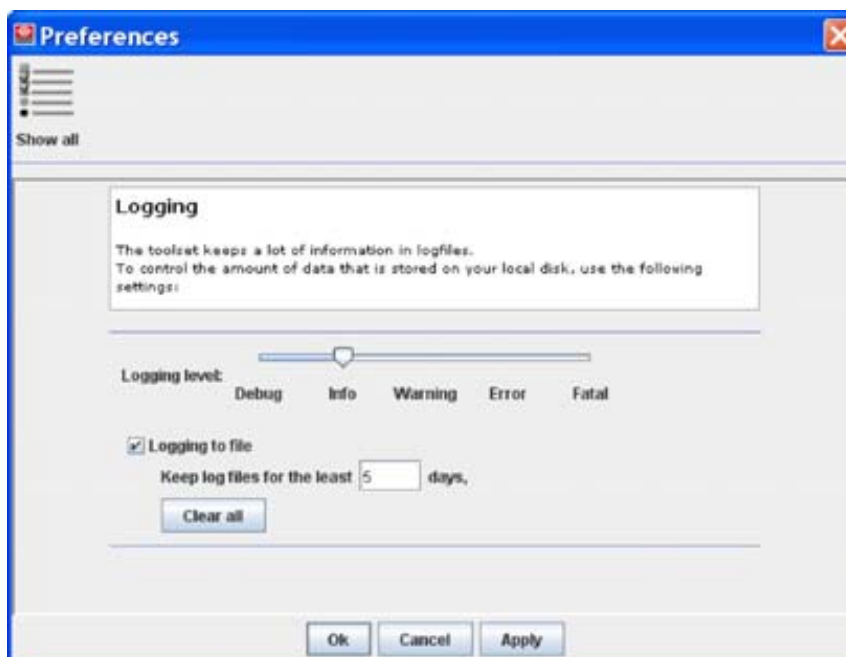 Preferences
Show all
Logging
The toolset keeps a lot of information in logfiles.
To control the amount of data that is stored on your local disk, use the following
settings:
Logging level:
Debug Info Warning Error Fatal
Logging to file
Keep log files for the least 5 days,
Clear all
Ok Cancel Apply